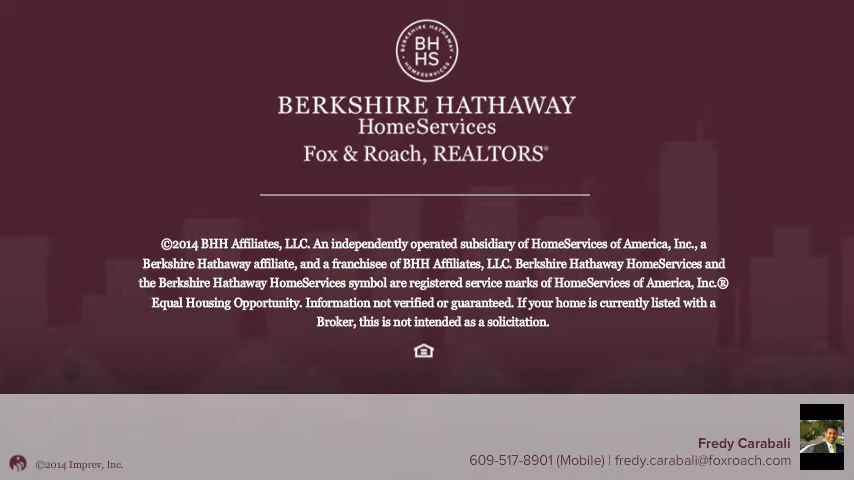 BERKSHIRE HATHAWAY
BH
HS
HOMESERVICES
BERKSHIRE HATHAWAY
HomeServices
Fox & Roach, REALTORS®
©2014 BHH Affiliates, LLC. An independently operated subsidiary of HomeServices of America, Inc., a
Berkshire Hathaway affiliate, and a franchisee of BHH Affiliates, LLC. Berkshire Hathaway HomeServices and
the Berkshire Hathaway HomeServices symbol are registered service marks of HomeServices of America, Inc.®
Equal Housing Opportunity. Information not verified or guaranteed. If your home is currently listed with a
Broker, this is not intended as a solicitation.
Fredy Carabali
609-517-8901 (Mobile) | fredy.carabali@foxroach.com
©2014 Imprev, Inc.